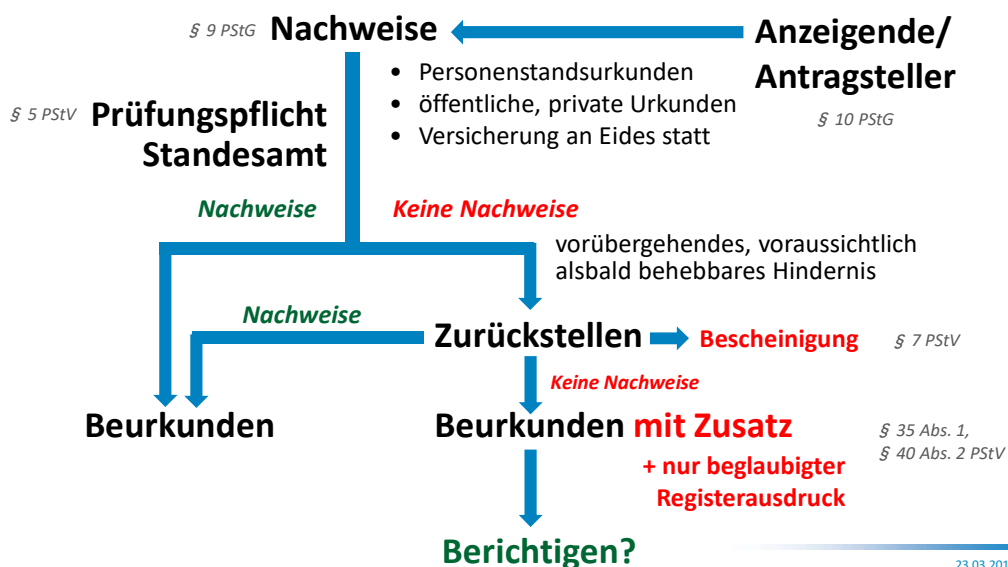 § 9 PStG Nachweise
Anzeigende/
Antragsteller
§ 10 PStG
• Personenstandsurkunden
• öffentliche, private Urkunden
• Versicherung an Eides statt
§ 5 PStV Prüfungspflicht
Standesamt
Nachweise
Keine Nachweise
vorübergehendes, voraussichtlich
alsbald behebbares Hindernis
Nachweise
Zurückstellen
Bescheinigung
§ 7 PStV
Keine Nachweise
Beurkunden
Beurkunden mit Zusatz
§ 35 Abs. 1,
§ 40 Abs. 2 PStV
+ nur beglaubigter
Registerausdruck
Berichtigen?